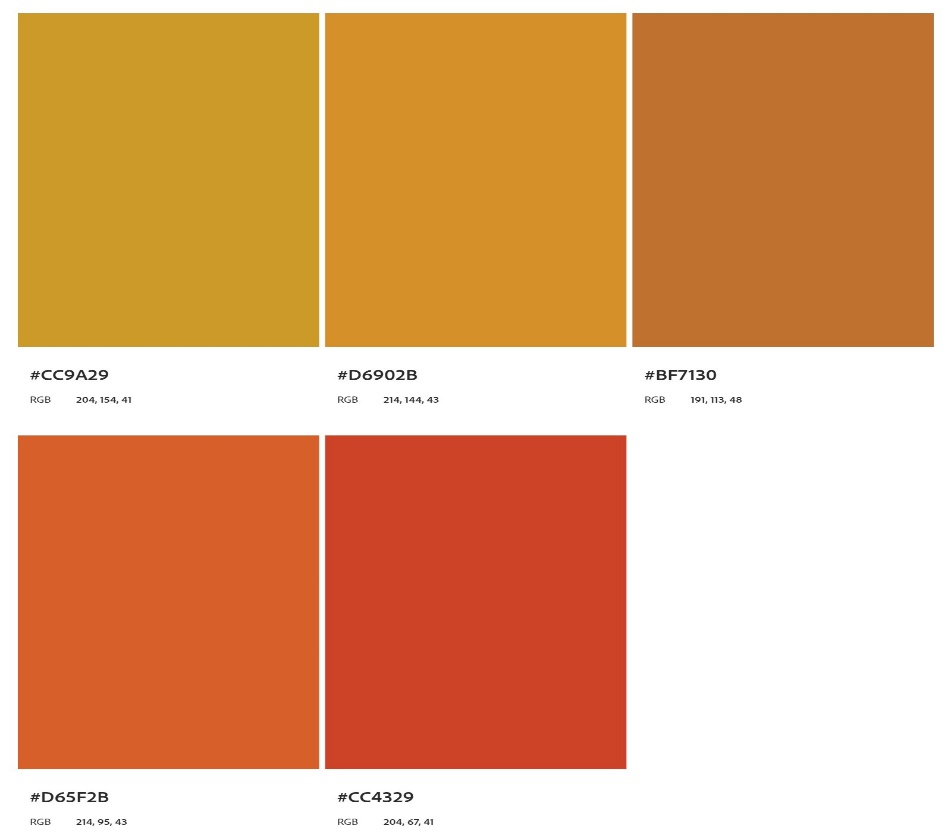 #CC9A29
RGB 204, 154, 41
#D6902B
RGB 214, 144, 43
#BF7130
RGB 191, 113, 48
#D65F2B
RGB 214, 95, 43
#CC4329
RGB 204, 67, 41